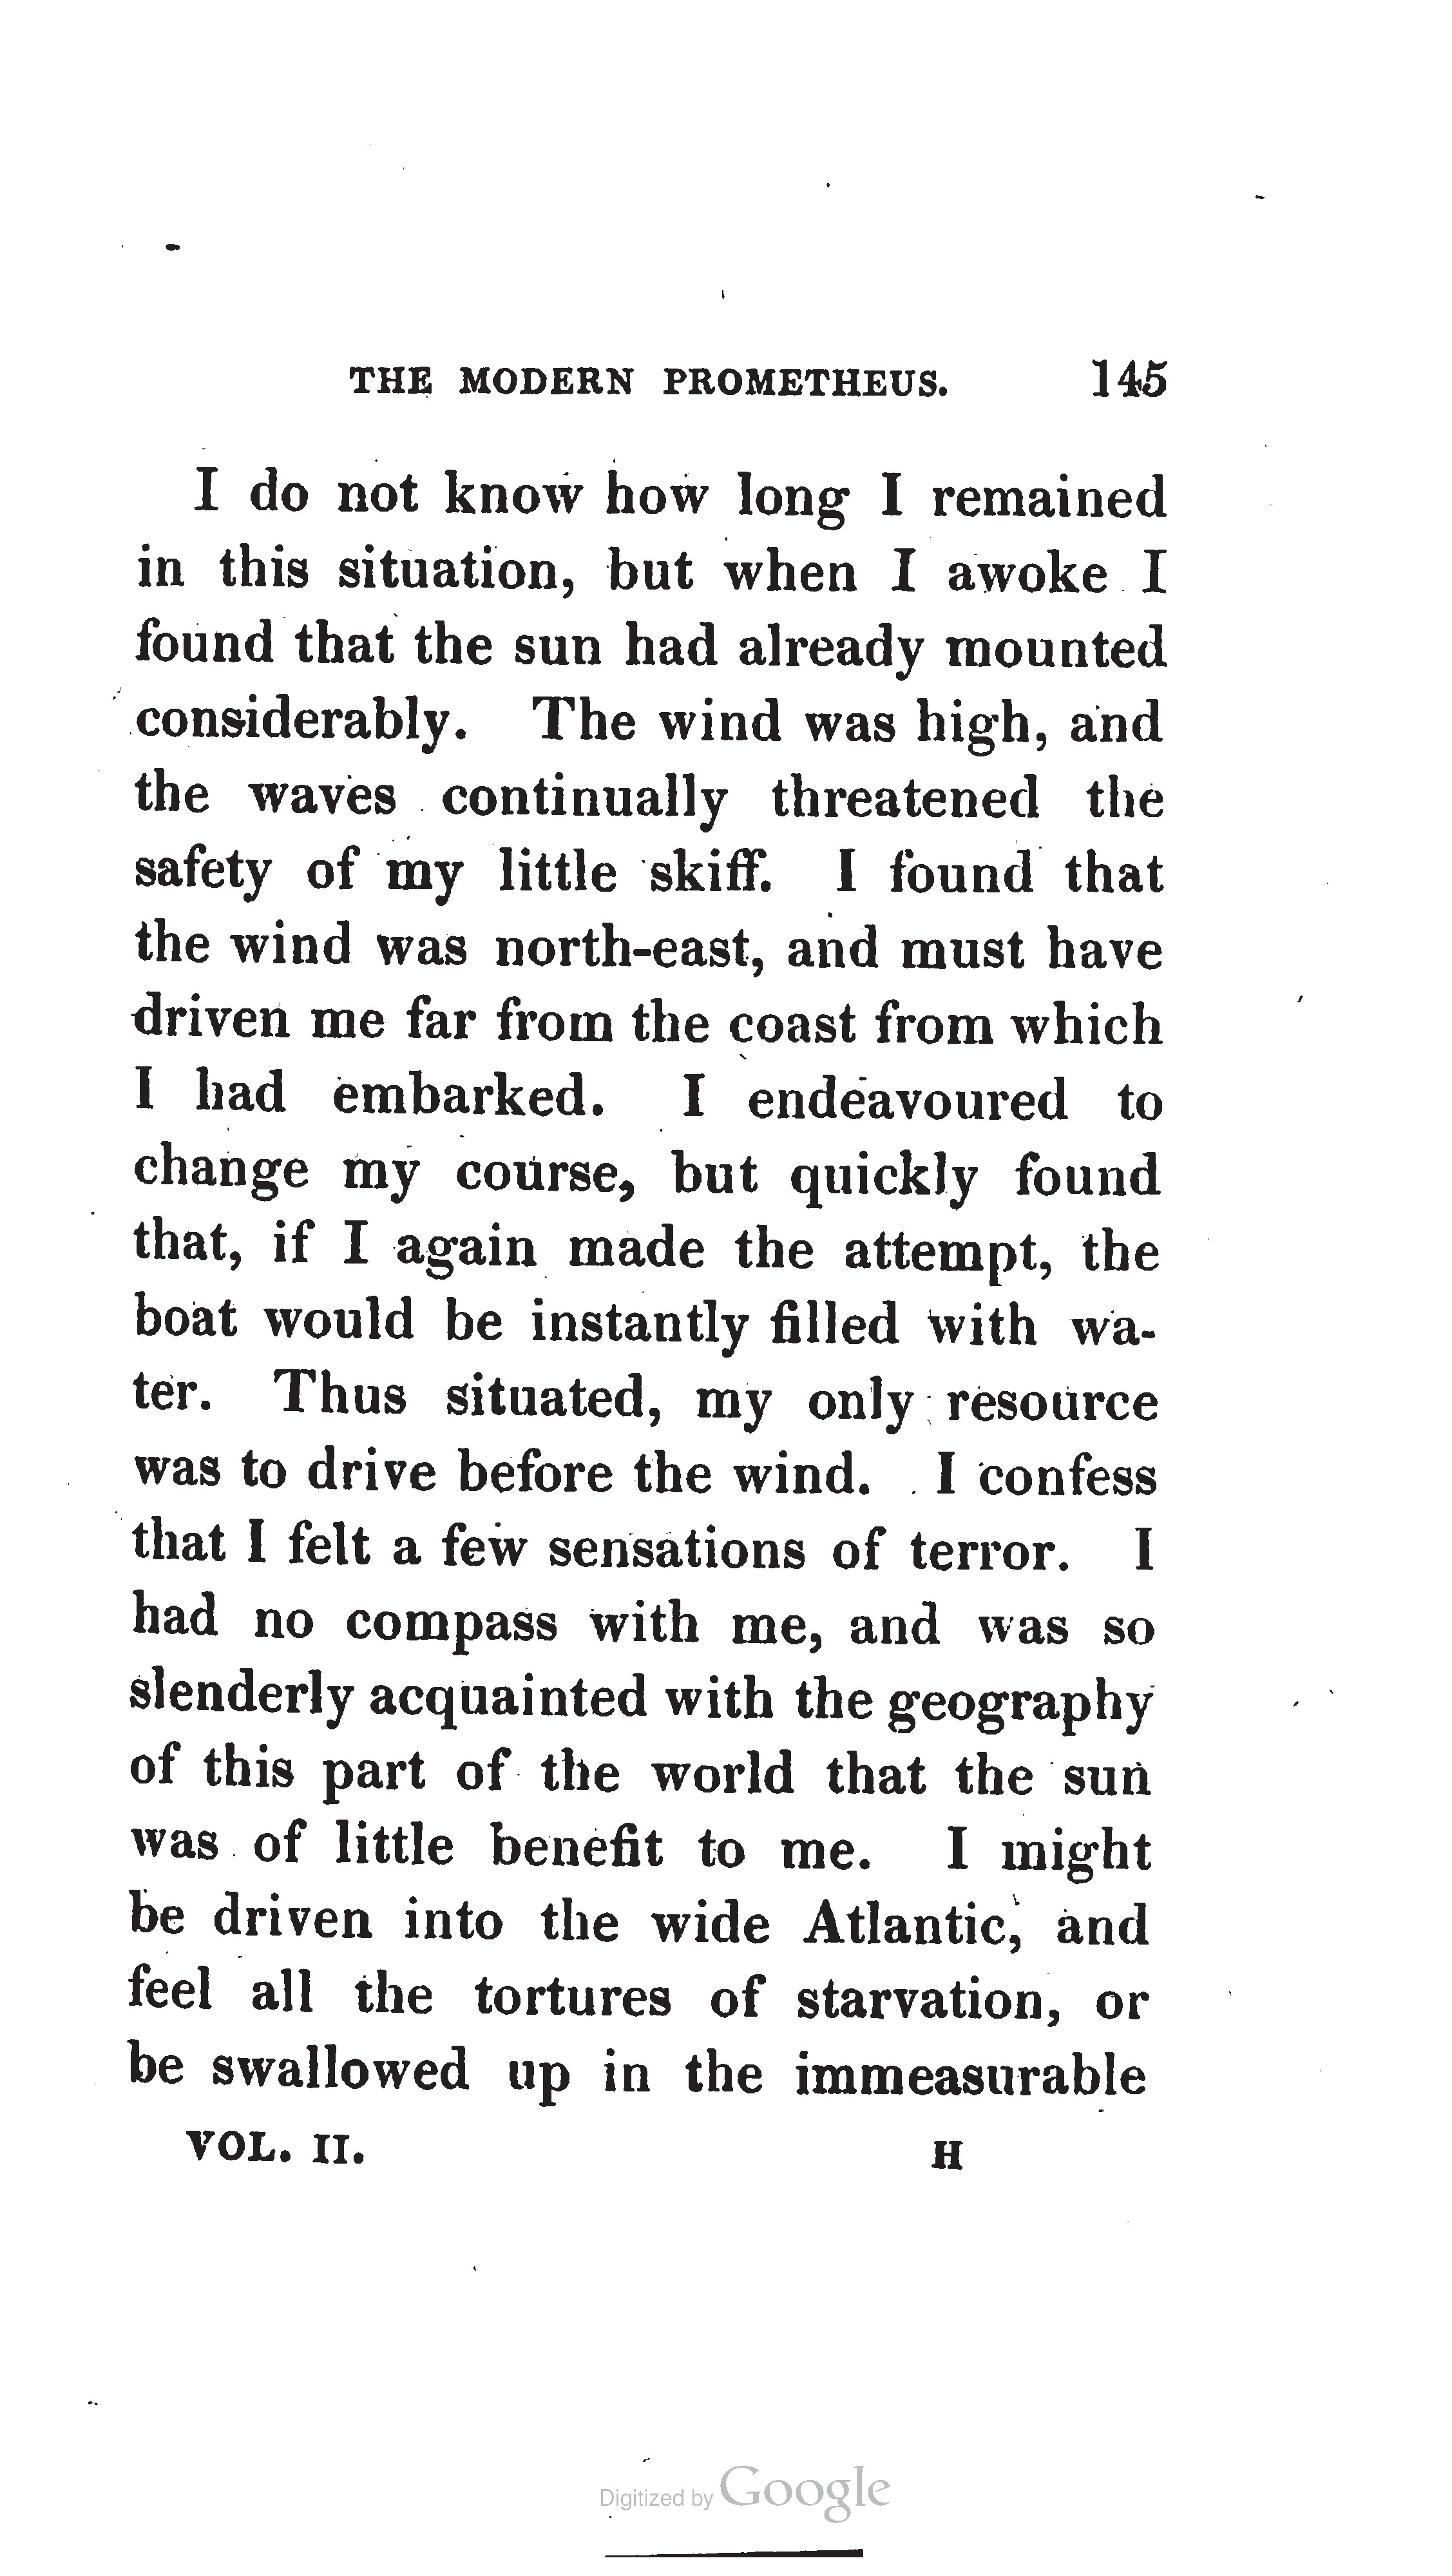 THE MODERN PROMETHEUS. 145
I do not know how long I remained
in this situation, but when I awoke I
found that the sun had already mounted
considerably. The wind was high, and
the waves continually threatened the
safety of my little skiff. I found that
the wind was north-east, and must have
driven me far from the coast from which
I had embarked. I endeavoured to
change my course, but quickly found
that, if I again made the attempt, the
boat would be instantly filled with wa-
ter. Thus situated, my only resource
was to drive before the wind. I confess
that I felt a few sensations of terror. I
had no compass with me, and was so
slenderly acquainted with the geography
of this part of the world that the sun
was of little benefit to me. I might
be driven into the wide Atlantic, and
feel all the tortures of starvation, or
be swallowed up in the immeasurable
VOL. II. H
Digitized by Google